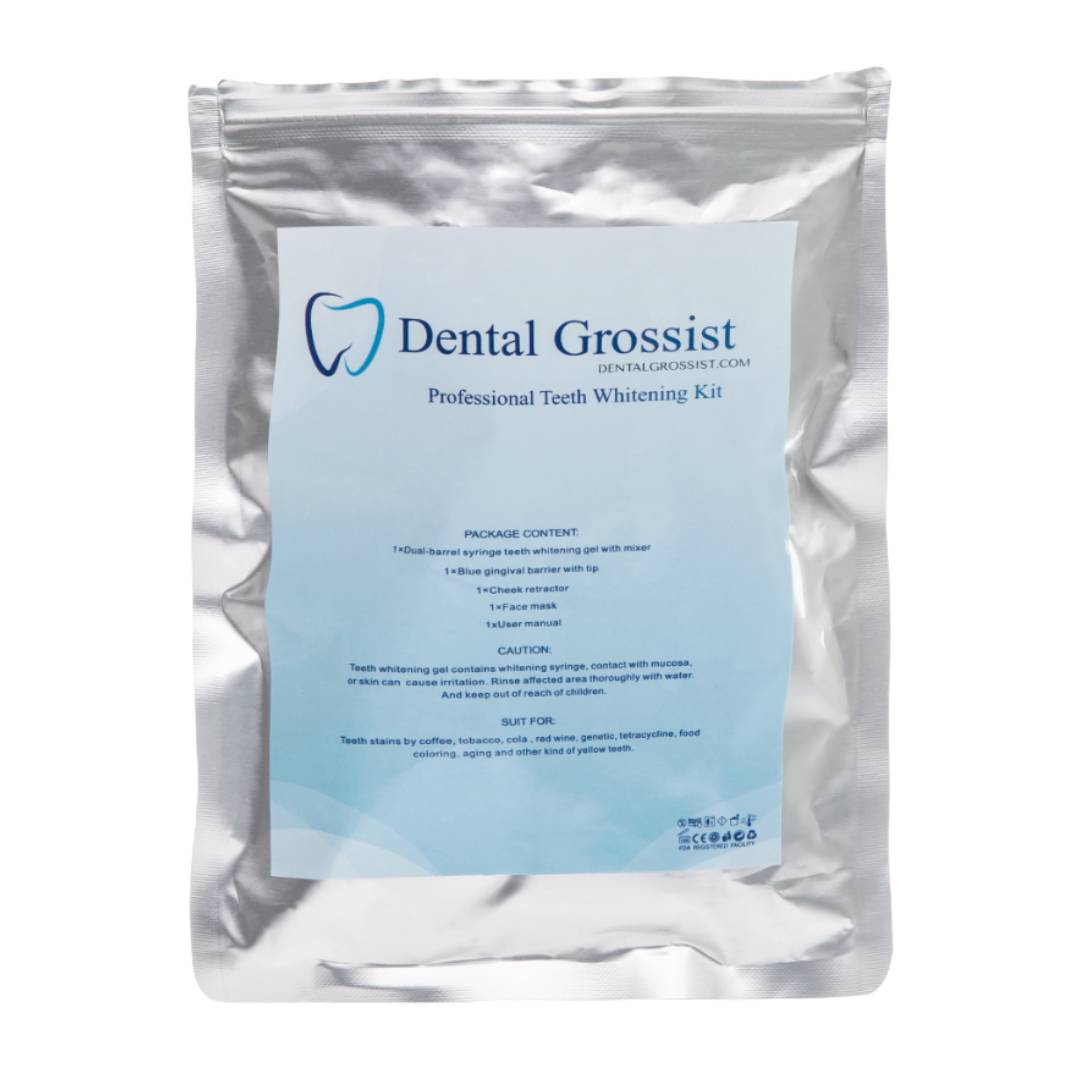 Dental Grossist
DENTALGROSSIST.COM
Professional Teeth Whitening Kit
PACKAGE CONTENT:
1×Dual-barrel syringe teeth whitening gel with mixer
1×Blue gingival barrier with tip
1×Cheek retractor
1×Face mask
1xUser manual
CAUTION:
Teeth whitening gel contains whitening syringe, contact with mucosa,
or skin can cause irritation. Rinse affected area thoroughly with water.
And keep out of reach of children.
SUIT FOR:
Teeth stains by coffee, tobacco, cola , red wine, genetic, tetracycline, food
coloring, aging and other kind of yellow teeth.
CE
FDA REGISTERED FACILITY